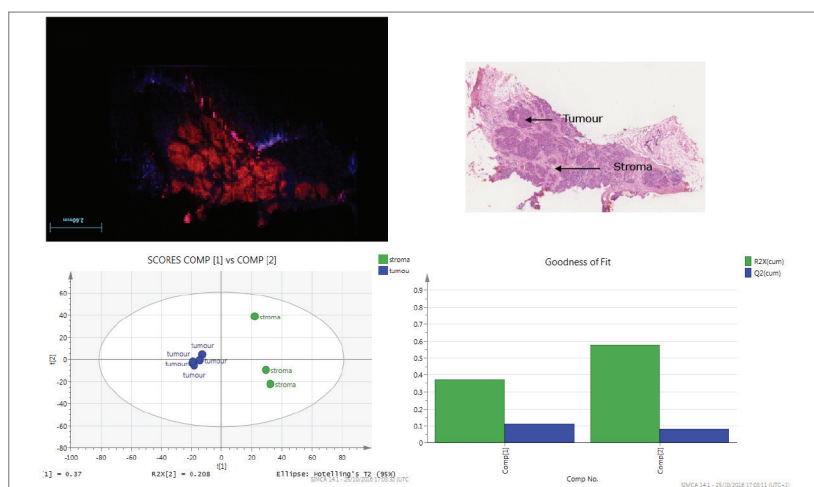 2.60mm
Tumour
Stroma
SCORES COMP [1] vs COMP [2]
stroma
tumou
60
40
20
0
-20
-40
-60
-80
t[2]
stroma
tumour
tumour
tumour
tumour
tumour
stroma
stroma
-100
-80
-60
-40
-20
0
20
40
60
80
100
t[1]
1] = 0.37
R2X[2] = 0.208
Ellipse: Hotelling's T2 (95%)
Goodness of Fit
R2X(cum)
Q2(cum)
0.9
0.8
0.7
0.6
0.5
0.4
0.3
0.2
0.1
0
Comp[1]
Comp[2]
Comp No.